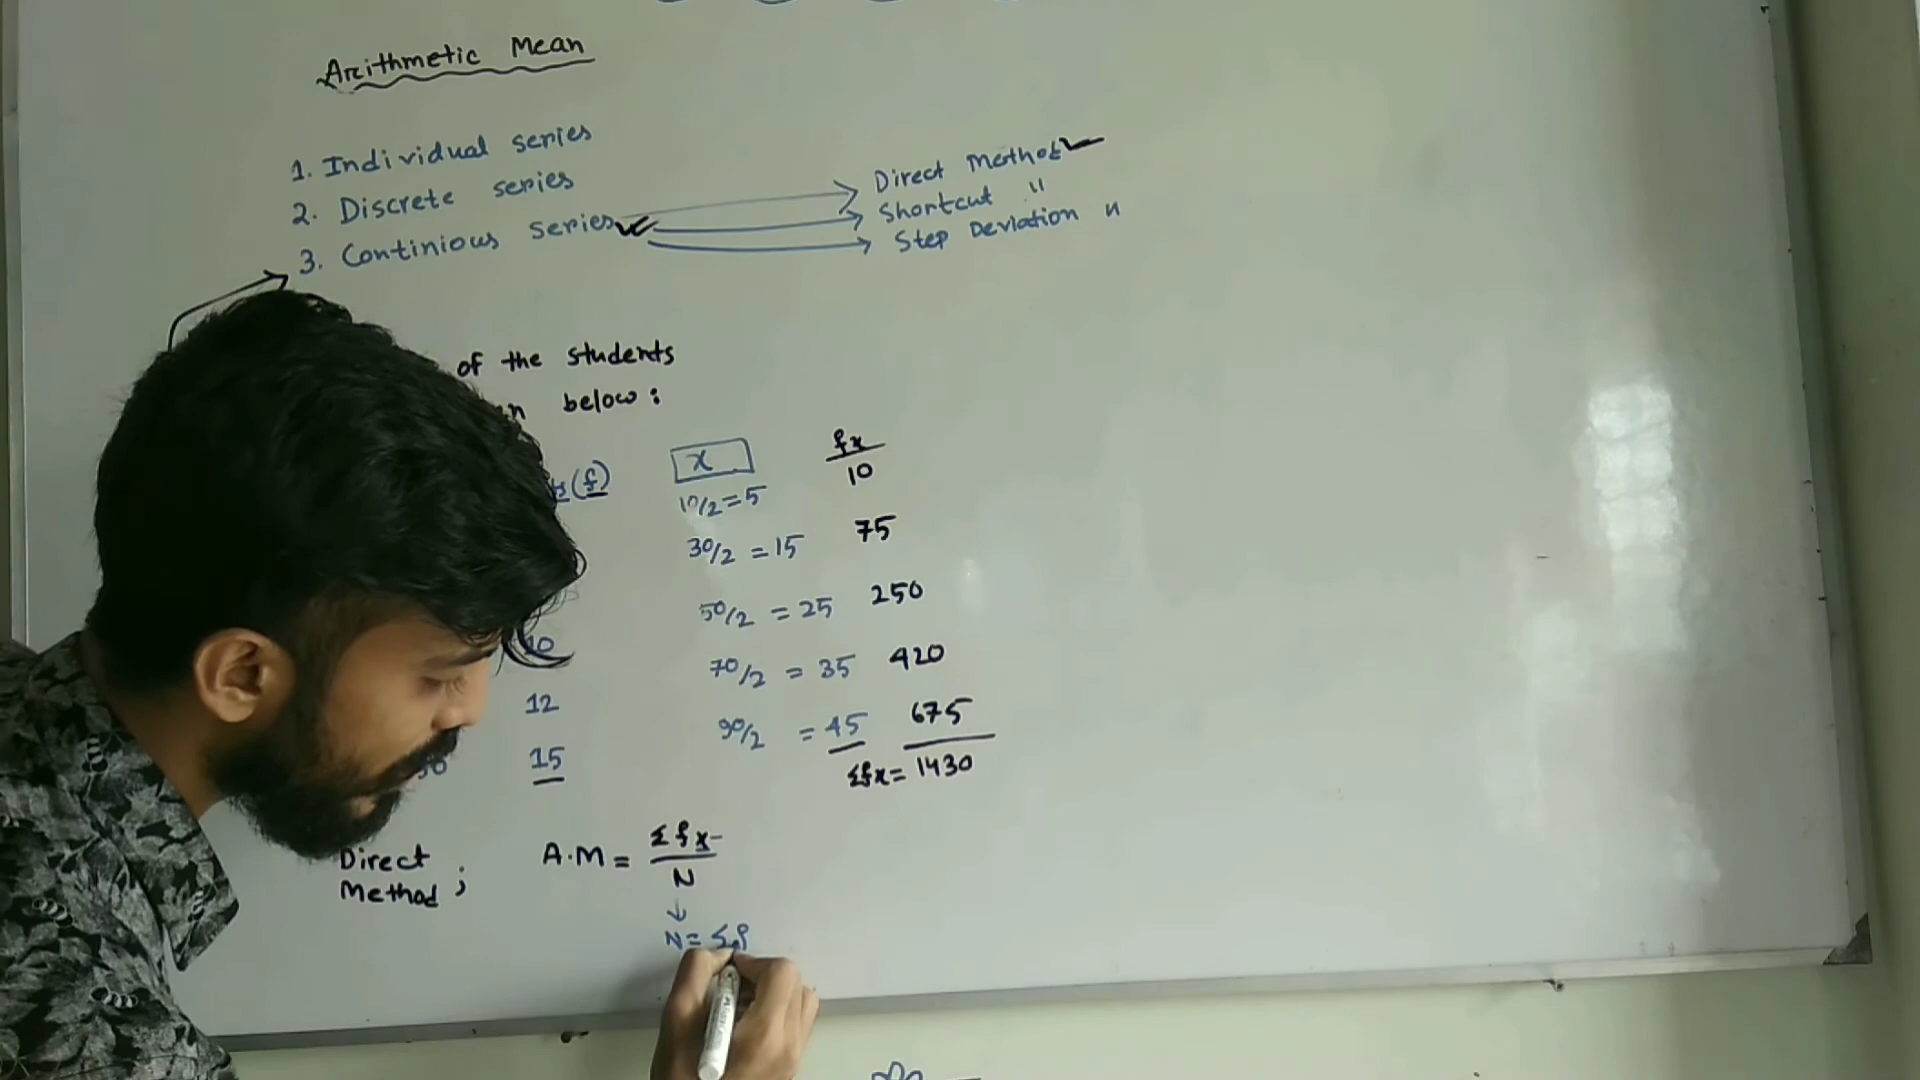 Arithmetic Mean
1. Individual series
2. Discrete series
3. Continious series
Direct Method
Shortcut "
Step Deviation "
of the students
below:
(f)
x
fx
10/2=5
10
30/2 = 15
75
50/2 = 25
250
10
70/2 = 35
420
12
90/2 = 45
675
15
Σfx= 1430
Direct Method ;
A.M = Σfx / N
N = Σf